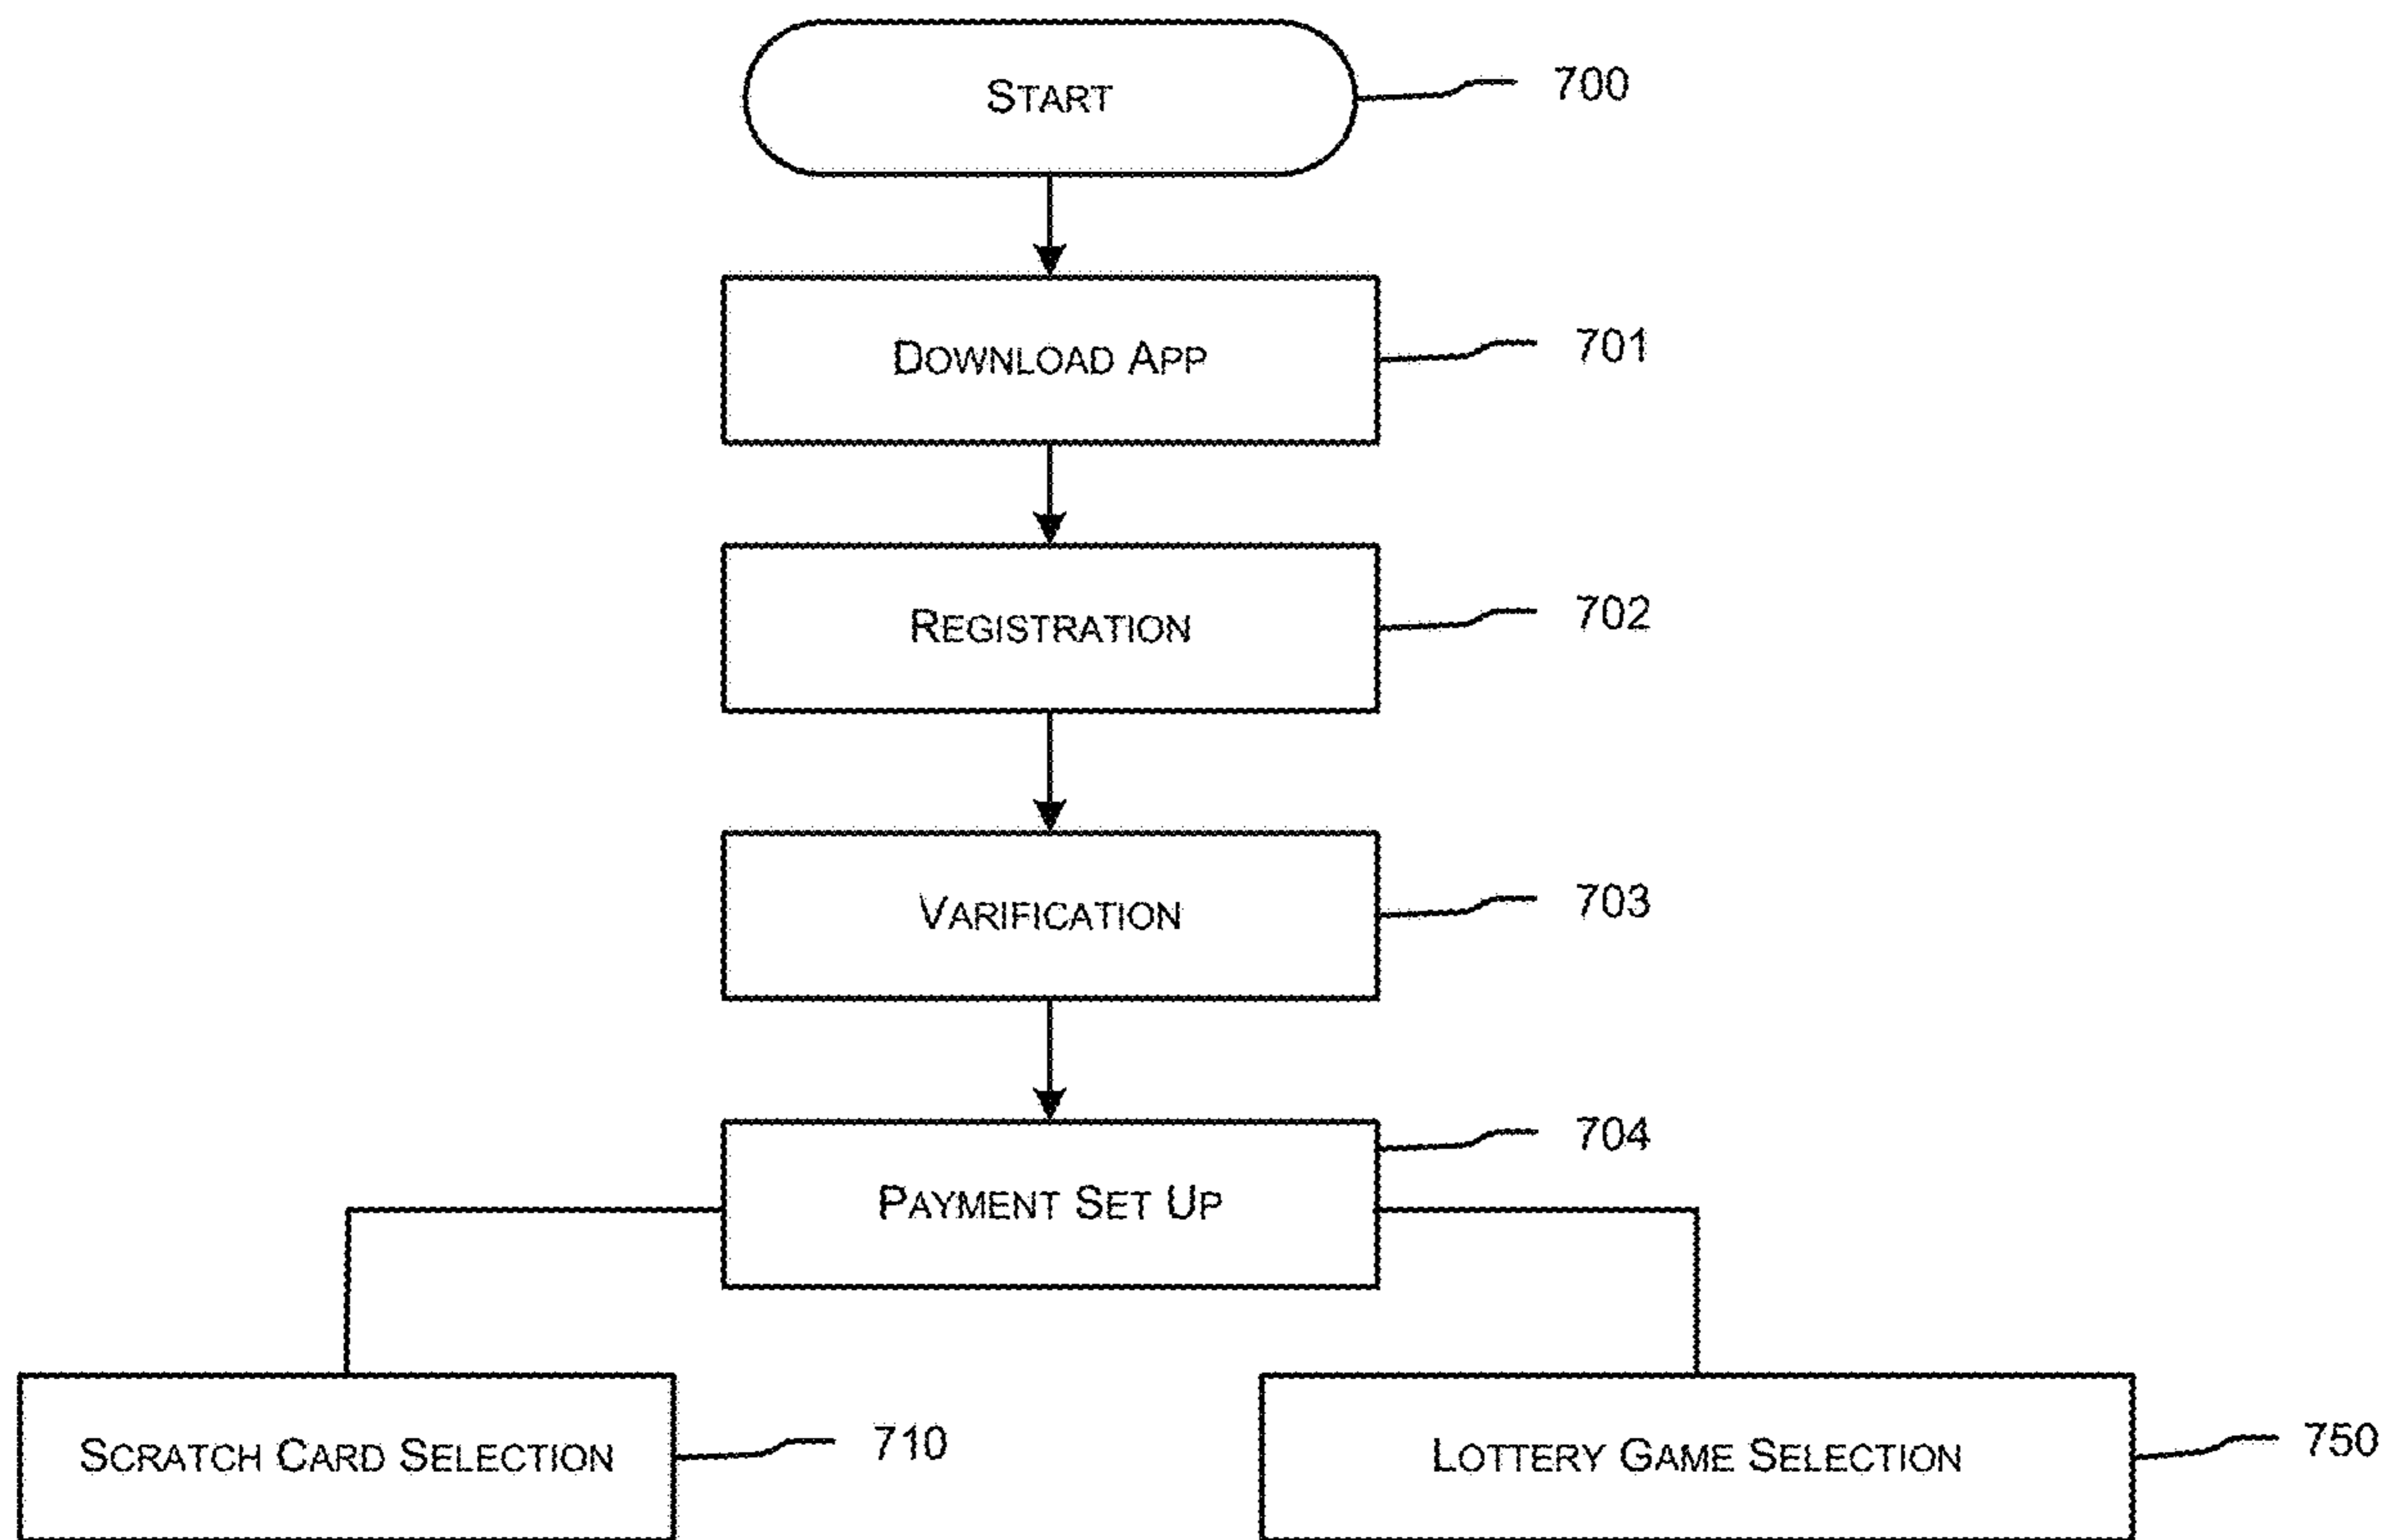 START
700
DOWNLOAD APP
701
REGISTRATION
702
VARIFICATION
703
PAYMENT SET UP
704
SCRATCH CARD SELECTION
710
LOTTERY GAME SELECTION
750